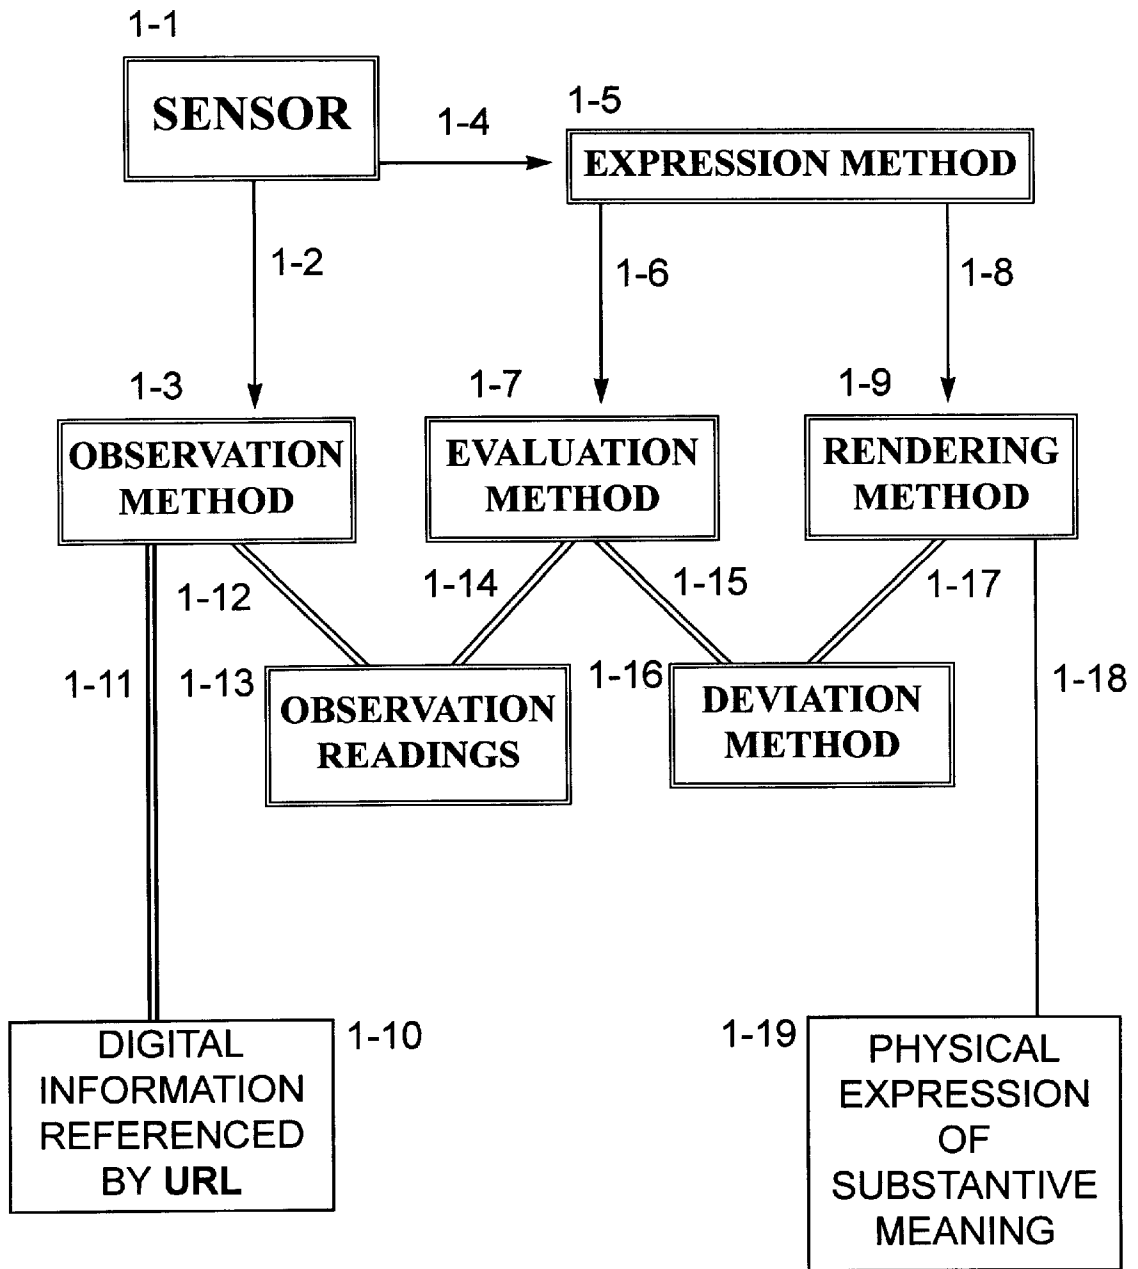 1-1
SENSOR
1-4
1-5
EXPRESSION METHOD
1-2
1-6
1-8
1-3
OBSERVATION
METHOD
1-7
EVALUATION
METHOD
1-9
RENDERING
METHOD
1-12
1-14
1-15
1-17
1-11
1-13
OBSERVATION
READINGS
1-16
DEVIATION
METHOD
1-18
DIGITAL
INFORMATION
REFERENCED
BY URL
1-10
1-19
PHYSICAL
EXPRESSION
OF
SUBSTANTIVE
MEANING